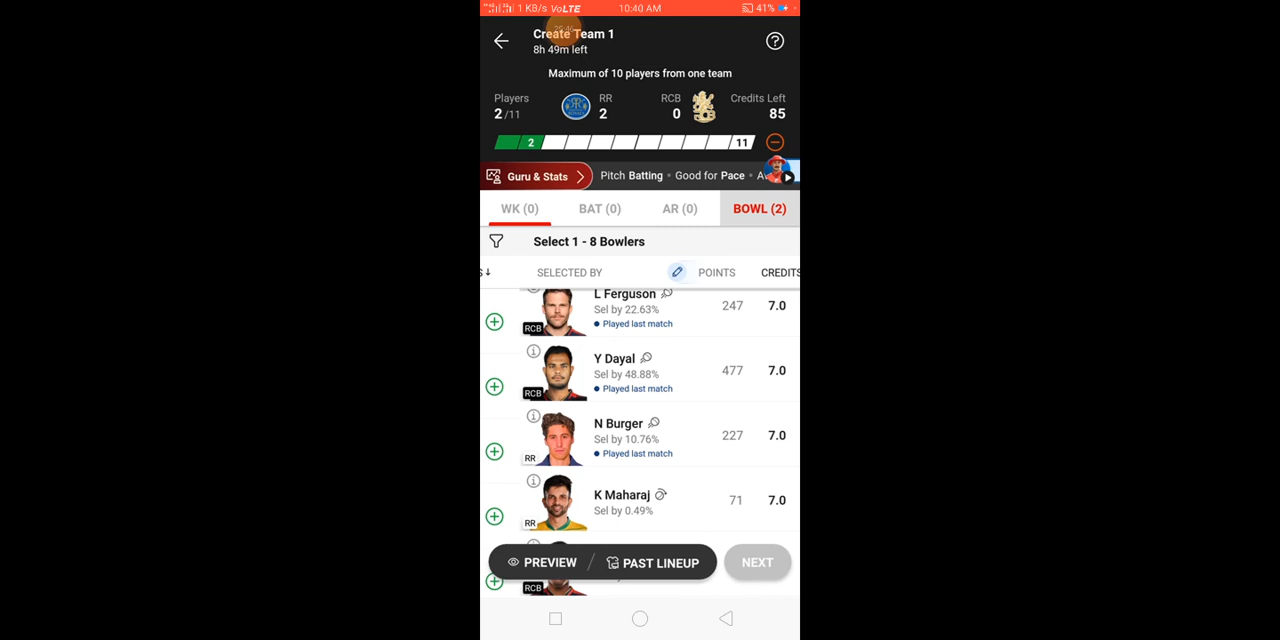 1 KB/s VoLTE 10:40 AM 41%
Create Team 1
8h 49m left
Maximum of 10 players from one team
Players RR RCB Credits Left
2/11 2 0 85
2 11
Guru & Stats Pitch Batting • Good for Pace • A
WK (0) BAT (0) AR (0) BOWL (2)
Select 1 - 8 Bowlers
S↓ SELECTED BY POINTS CREDITS
L Ferguson
Sel by 22.63% 247 7.0
RCB • Played last match
Y Dayal
Sel by 48.88% 477 7.0
RCB • Played last match
N Burger
Sel by 10.76% 227 7.0
RR • Played last match
K Maharaj
Sel by 0.49% 71 7.0
RR
PREVIEW / PAST LINEUP NEXT
RCB